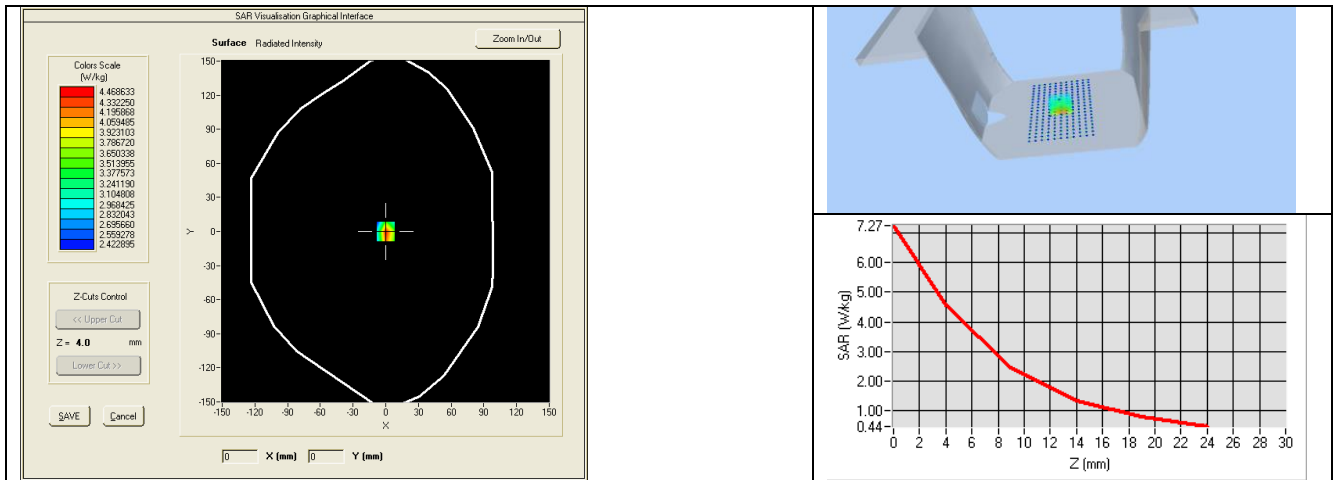 SAR Visualisation Graphical Interface
Surface Radiated Intensity
Zoom In/Out
Colors Scale
(W/kg)
4.468633
4.332250
4.195868
4.059485
3.923103
3.786720
3.650338
3.513955
3.377573
3.241190
3.104808
2.968425
2.832043
2.695660
2.559278
2.422895
Z-Cuts Control
<< Upper Cut
Z = 4.0 mm
Lower Cut >>
SAVE Cancel
150
120
90
60
30
0
-30
-60
-90
-120
-150
Y
-150 -120 -90 -60 -30 0 30 60 90 120 150
X
0 X (mm) 0 Y (mm)
7.27
6.00
5.00
4.00
3.00
2.00
1.00
0.44
SAR (W/kg)
0 2 4 6 8 10 12 14 16 18 20 22 24 26 28 30
Z (mm)